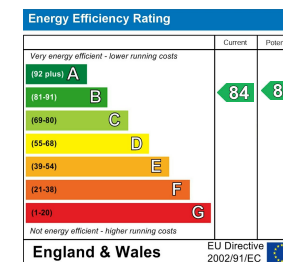 Energy Efficiency Rating
Current
Very energy efficient - lower running costs
(92 plus) A
(81-91) B
84
(69-80) C
(55-68) D
(39-54) E
(21-38) F
(1-20) G
Not energy efficient - higher running costs
England & Wales
EU Directive
2002/91/EC